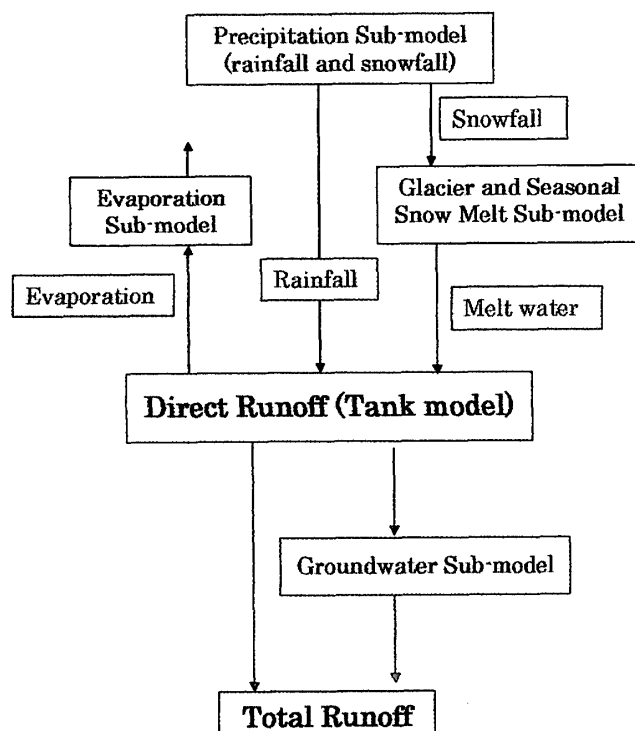 Precipitation Sub-model
(rainfall and snowfall)
Snowfall
Evaporation
Sub-model
Glacier and Seasonal
Snow Melt Sub-model
Evaporation
Rainfall
Melt water
Direct Runoff (Tank model)
Groundwater Sub-model
Total Runoff